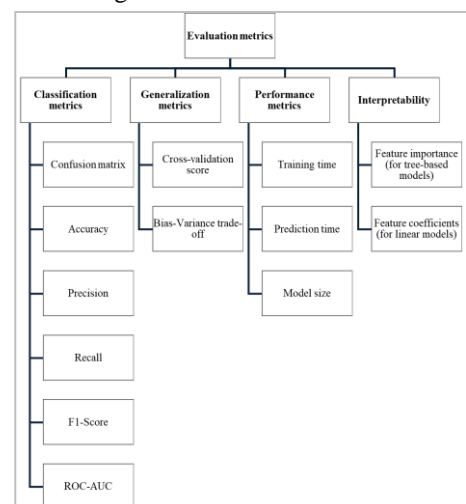 Evaluation metrics
Classification
metrics
Generalization
metrics
Performance
metrics
Interpretability
Confusion matrix
Accuracy
Precision
Recall
F1-Score
ROC-AUC
Cross-validation
score
Bias-Variance trade-
off
Training time
Prediction time
Model size
Feature importance
(for tree-based
models)
Feature coefficients
(for linear models)